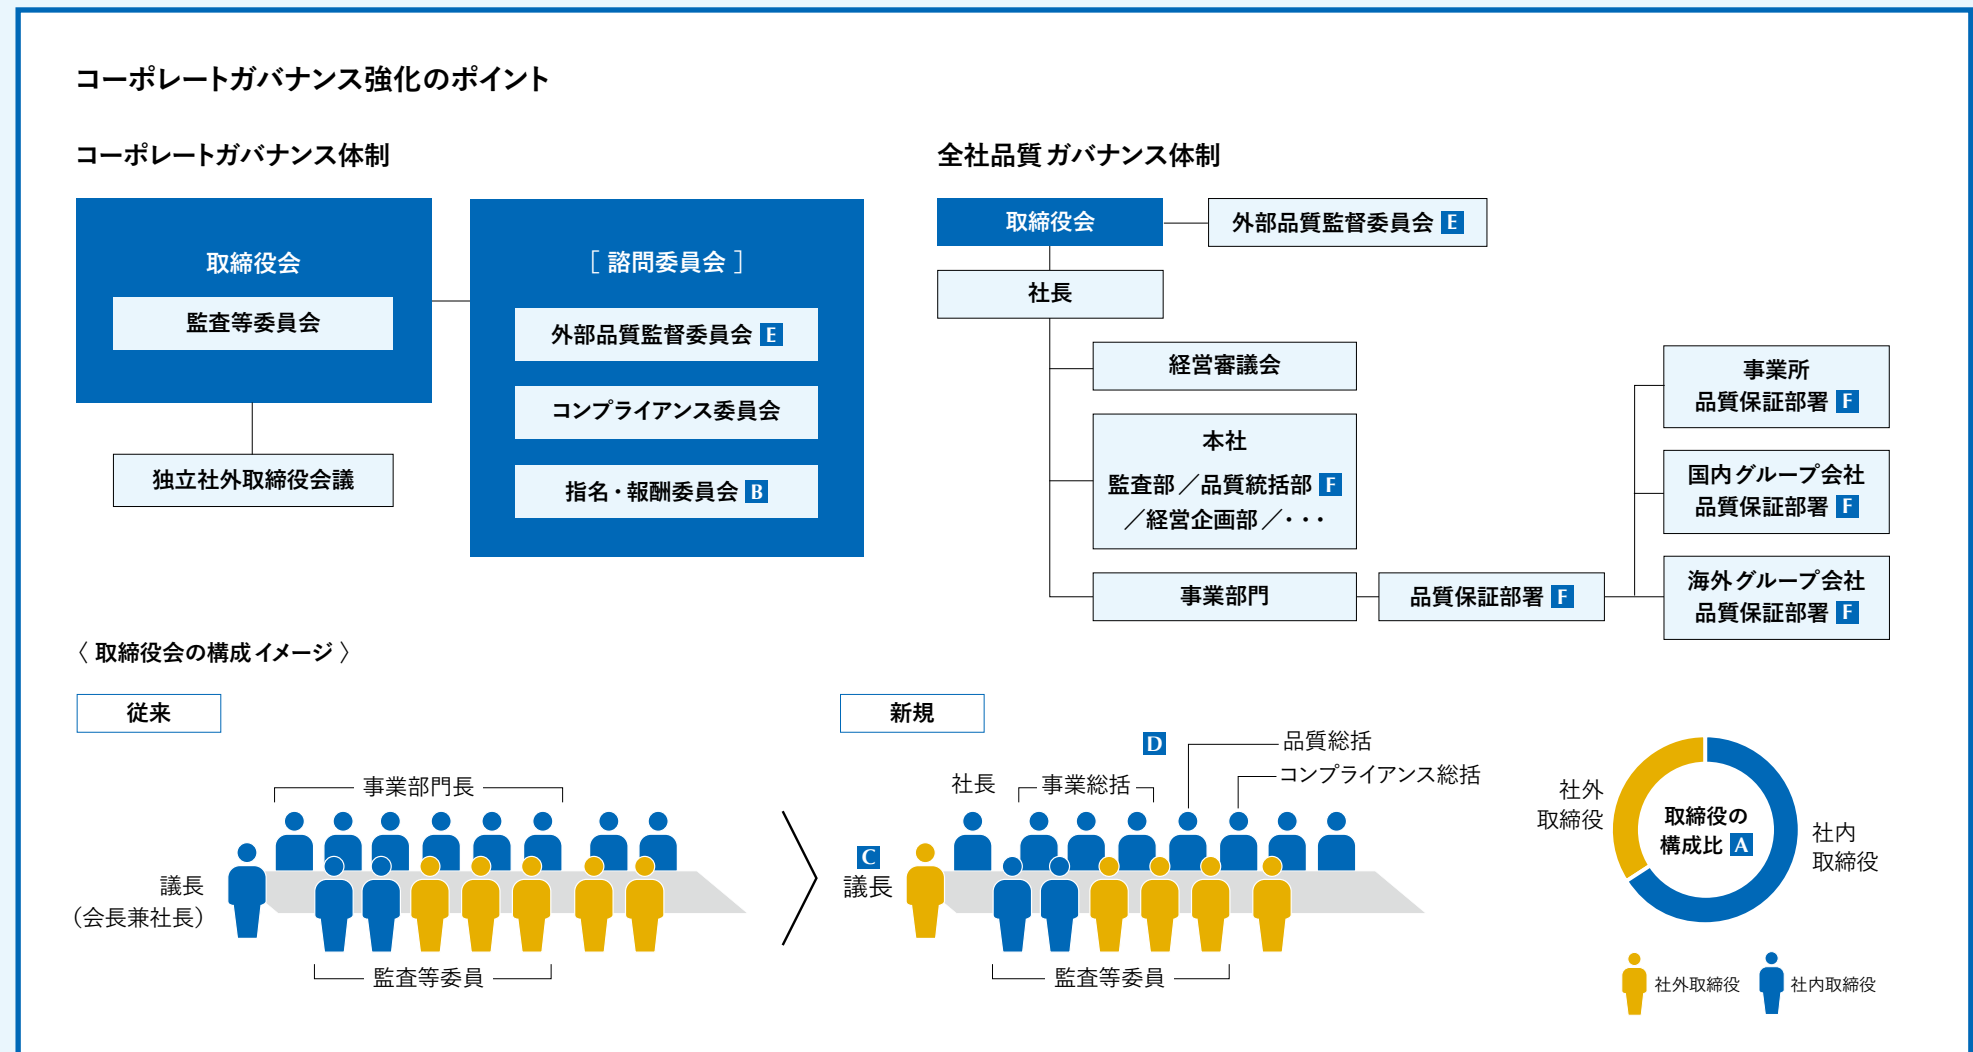 コーポレートガバナンス強化のポイント
コーポレートガバナンス体制
取締役会
監査等委員会
独立社外取締役会議
［ 諮問委員会 ］
外部品質監督委員会 E
コンプライアンス委員会
指名・報酬委員会 B
全社品質ガバナンス体制
取締役会
外部品質監督委員会 E
社長
経営審議会
本社
監査部／品質統括部 F
／経営企画部／・・・
事業部門
品質保証部署 F
事業所
品質保証部署 F
国内グループ会社
品質保証部署 F
海外グループ会社
品質保証部署 F
〈 取締役会の構成イメージ 〉
従来
事業部門長
議長
（会長兼社長）
監査等委員
新規
D
品質総括
コンプライアンス総括
社長
事業総括
C
議長
監査等委員
社外
取締役
取締役の
構成比 A
社内
取締役
社外取締役
社内取締役